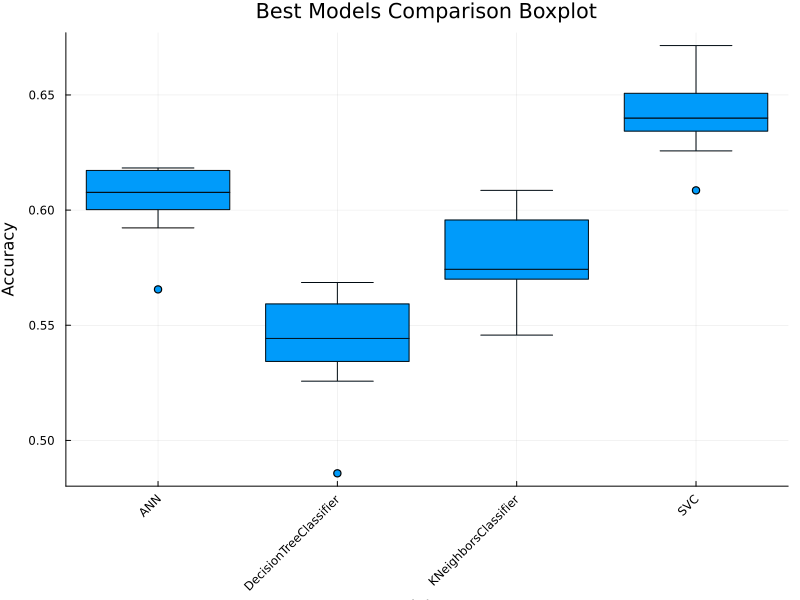 Best Models Comparison Boxplot
Accuracy
0.65
0.60
0.55
0.50
ANN
DecisionTreeClassifier
KNeighborsClassifier
SVC